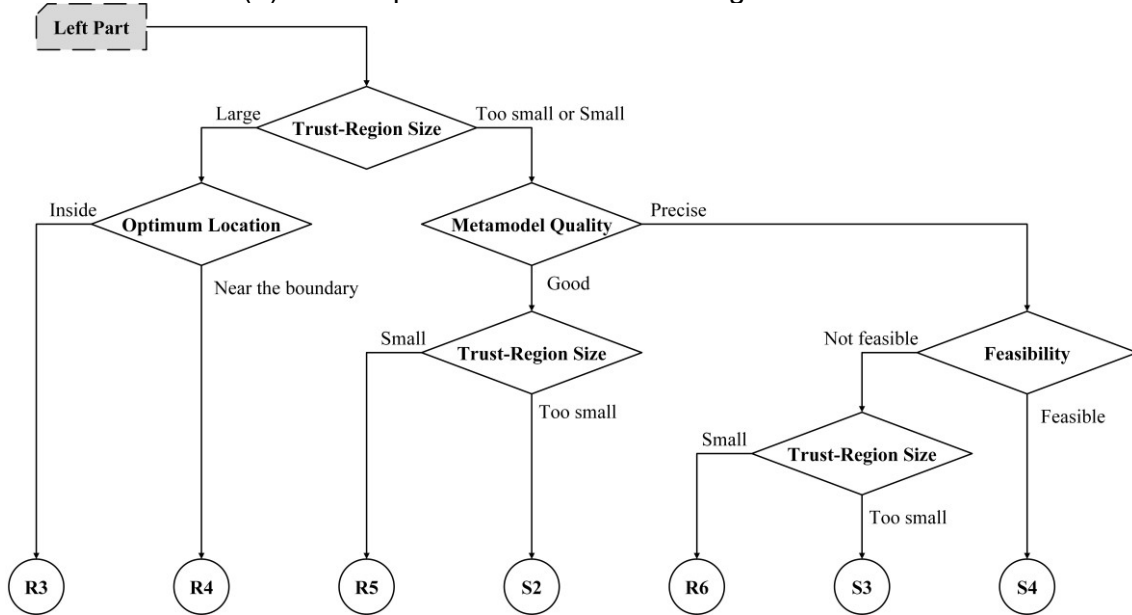 Left Part
Trust-Region Size
Large
Too small or Small
Optimum Location
Inside
Near the boundary
Metamodel Quality
Precise
Good
Trust-Region Size
Small
Too small
Feasibility
Not feasible
Feasible
Trust-Region Size
Small
Too small
R3
R4
R5
S2
R6
S3
S4